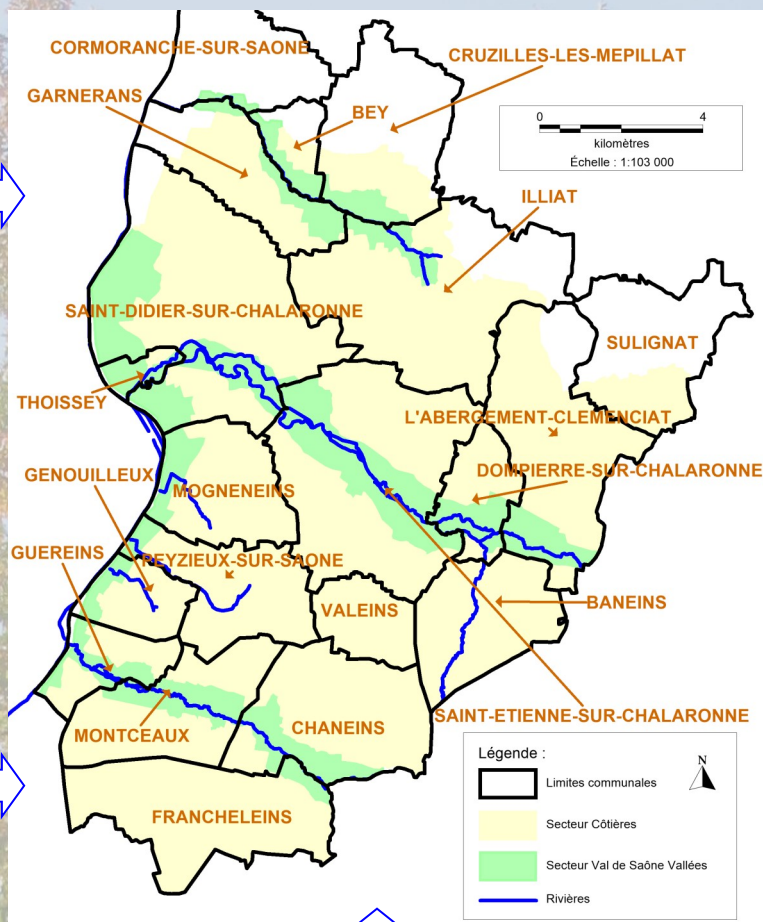 CORMORANCHE-SUR-SAONE
CRUZILLES-LES-MEPILLAT
GARNERANS
BEY
0 4
kilomètres
Échelle : 1:103 000
ILLIAT
SAINT-DIDIER-SUR-CHALARONNE
SULIGNAT
THOISSEY
L'ABERGEMENT-CLEMENCIAT
GENOUILLEUX
DOMPIERRE-SUR-CHALARONNE
MOGNENEINS
GUEREINS
PEYZIEUX-SUR-SAONE
VALEINS
BANEINS
SAINT-ETIENNE-SUR-CHALARONNE
MONTCEAUX
CHANEINS
FRANCHELEINS
Légende :
N
Limites communales
Secteur Côtières
Secteur Val de Saône Vallées
Rivières